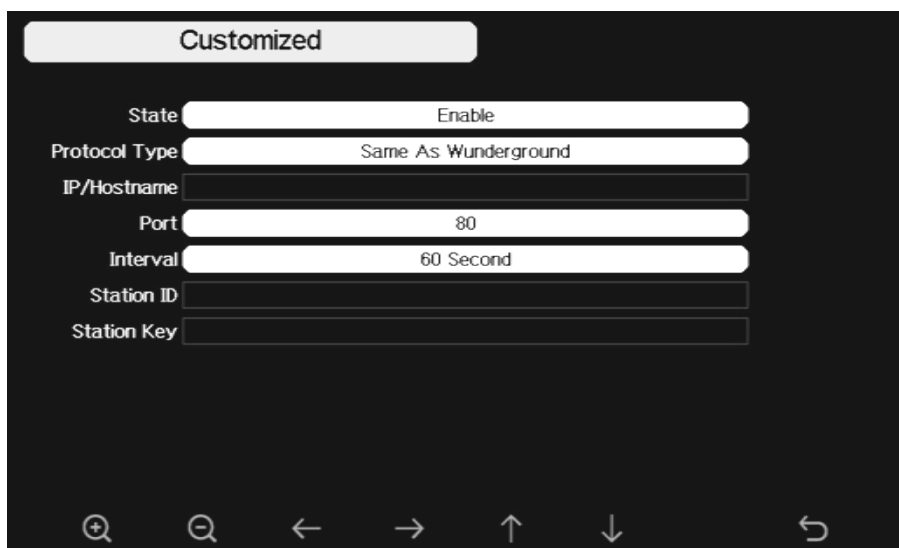 Customized
State Enable
Protocol Type Same As Wunderground
IP/Hostname
Port 80
Interval 60 Second
Station ID
Station Key